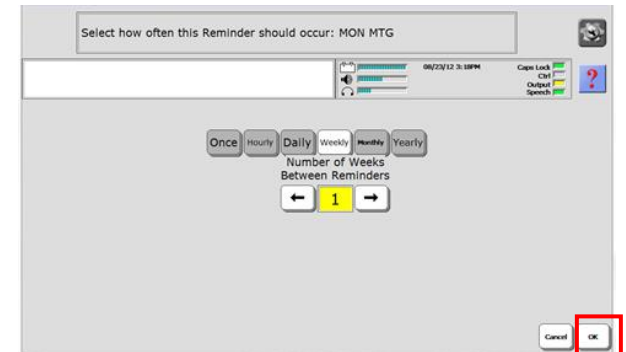 Select how often this Reminder should occur: MON MTG
08/23/12 3:18PM
Caps Lock
Ctrl
Output
Speech
?
Once Hourly Daily Weekly Monthly Yearly
Number of Weeks
Between Reminders
← 1 →
Cancel OK